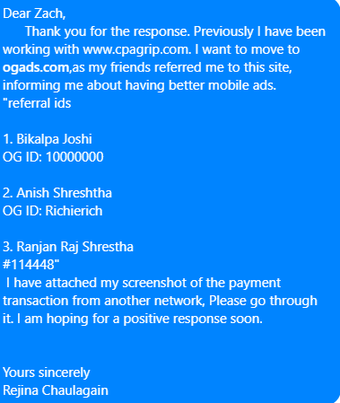 Dear Zach,
Thank you for the response. Previously I have been
working with www.cpagrip.com. I want to move to
ogads.com,as my friends referred me to this site,
informing me about having better mobile ads.
"referral ids
1. Bikalpa Joshi
OG ID: 10000000
2. Anish Shreshtha
OG ID: Richierich
3. Ranjan Raj Shrestha
#114448"
I have attached my screenshot of the payment
transaction from another network, Please go through
it. I am hoping for a positive response soon.
Yours sincerely
Rejina Chaulagain